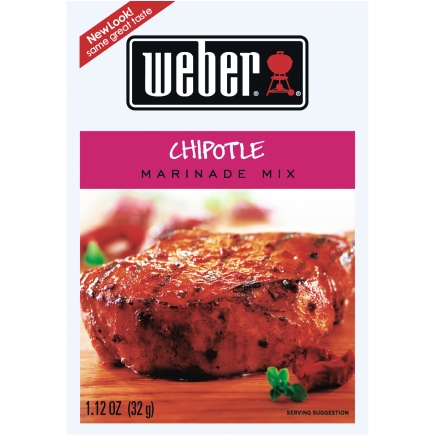 New Look!
same great taste
weber®
®
CHIPOTLE
MARINADE MIX
1.12 OZ (32 g)
SERVING SUGGESTION